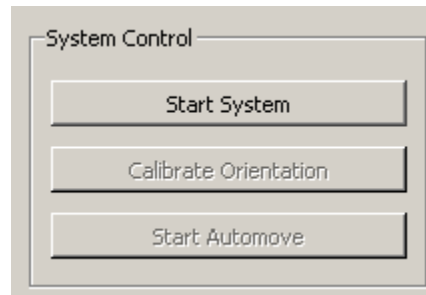 System Control
Start System
Calibrate Orientation
Start Automove